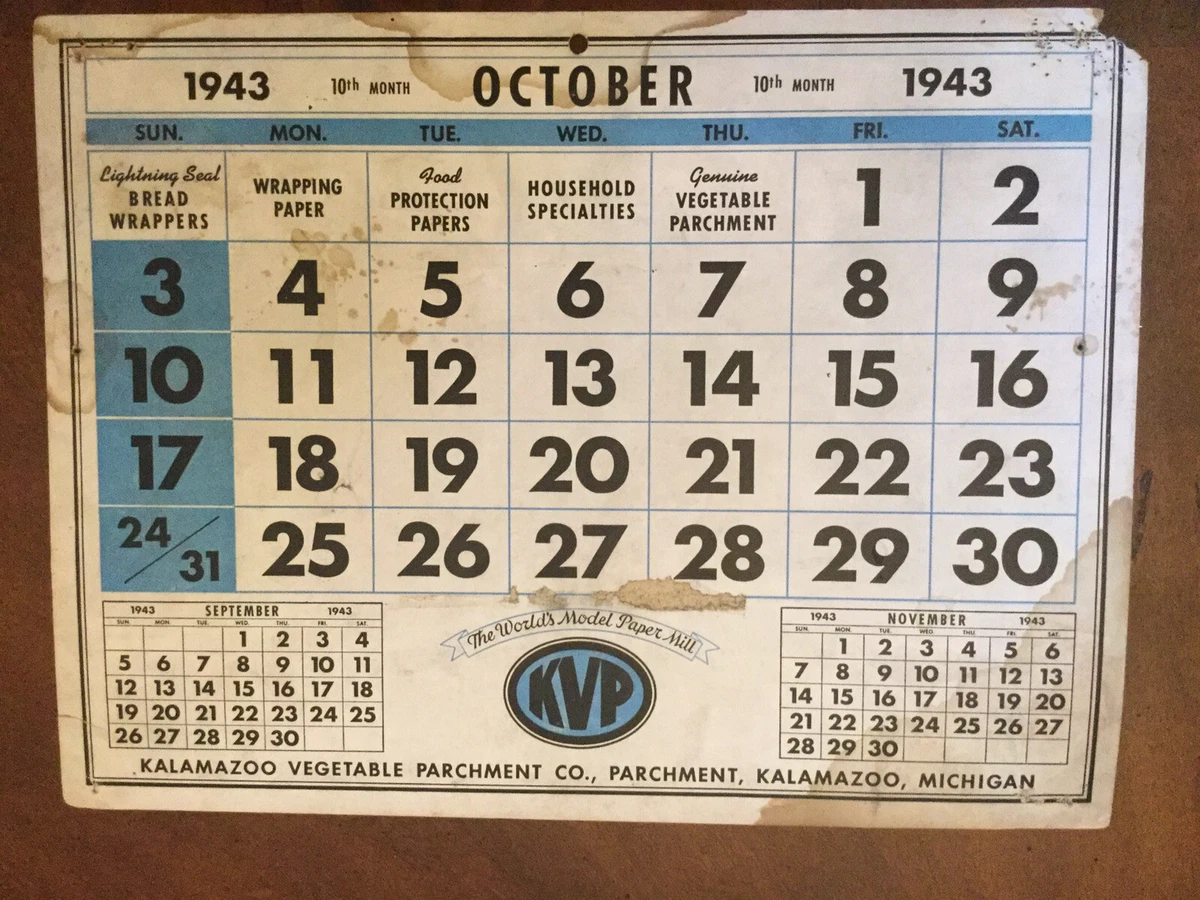 1943 10th MONTH OCTOBER 10th MONTH 1943
SUN. MON. TUE. WED. THU. FRI. SAT.
Lightning Seal BREAD WRAPPERS WRAPPING PAPER Food PROTECTION PAPERS HOUSEHOLD SPECIALTIES Genuine VEGETABLE PARCHMENT 1 2
3 4 5 6 7 8 9
10 11 12 13 14 15 16
17 18 19 20 21 22 23
24/31 25 26 27 28 29 30
1943 SEPTEMBER 1943
SUN. MON. TUE. WED. THU. FRI. SAT.
1 2 3 4
5 6 7 8 9 10 11
12 13 14 15 16 17 18
19 20 21 22 23 24 25
26 27 28 29 30
The World's Model Paper Mill
KVP
1943 NOVEMBER 1943
SUN. MON. TUE. WED. THU. FRI. SAT.
1 2 3 4 5 6
7 8 9 10 11 12 13
14 15 16 17 18 19 20
21 22 23 24 25 26 27
28 29 30
KALAMAZOO VEGETABLE PARCHMENT CO., PARCHMENT, KALAMAZOO, MICHIGAN